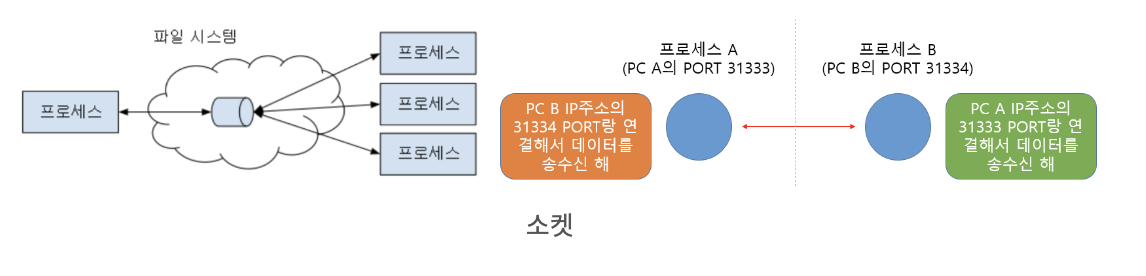 파일 시스템
프로세스
프로세스
프로세스
프로세스
프로세스 A
(PC A의 PORT 31333)
프로세스 B
(PC B의 PORT 31334)
PC B IP주소의
31334 PORT랑 연
결해서 데이터를
송수신 해
PC A IP주소의
31333 PORT랑 연
결해서 데이터를
송수신 해
소켓